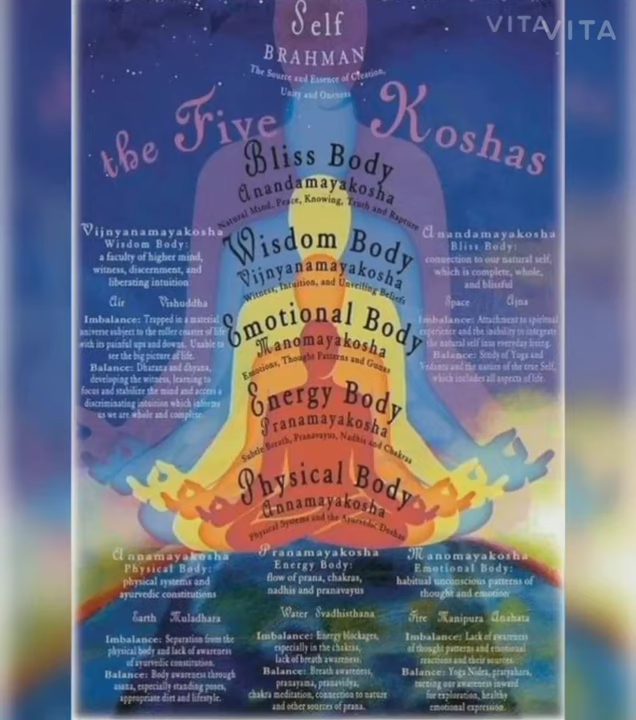 VITA VITA
Self
BRAHMAN
The Source and Essence of Creation,
Unity and Oneness
the Five Koshas
Bliss Body
Anandamayakosha
Natural Mind, Peace, Knowing, Truth and Rapture
Wisdom Body
Vijnyanamayakosha
Witness, Intuition, and Unveiling Beliefs
Emotional Body
Manomayakosha
Emotions, Thought Patterns and Gunas
Energy Body
Pranamayakosha
Subtle Breath, Pranavayus, Nadhis and Chakras
Physical Body
Annamayakosha
Physical Systems and the Ayurvedic Doshas
Vijnyanamayakosha
Wisdom Body:
a faculty of higher mind,
witness, discernment, and
liberating intuition
Air Vishuddha
Imbalance: Trapped in a material
universe subject to the roller coaster of life
with its painful ups and downs. Unable to
see the big picture of life.
Balance: Dharana and dhyana,
developing the witness, learning to
focus and stabilize the mind and access a
discriminating intuition which informs
us we are whole and complete.
Anandamayakosha
Bliss Body:
connection to our natural self,
which is complete, whole,
and blissful
Space Ajna
Imbalance: Attachment to spiritual
experience and the inability to integrate
the natural self into everyday living.
Balance: Study of Yoga and
Vedanta and the nature of the true Self,
which includes all aspects of life.
Annamayakosha
Physical Body:
physical systems and
ayurvedic constitutions
Earth Muladhara
Imbalance: Separation from the
physical body and lack of awareness
of ayurvedic constitution.
Balance: Body awareness through
asana, especially standing poses,
appropriate diet and lifestyle.
Pranamayakosha
Energy Body:
flow of prana, chakras,
nadhis and pranavayus
Water Svadhisthana
Imbalance: Energy blockages,
especially in the chakras,
lack of breath awareness.
Balance: Breath awareness,
pranayama, pranavidya,
chakra meditation, connection to nature
and other sources of prana.
Manomayakosha
Emotional Body:
habitual unconscious patterns of
thought and emotion
Fire Manipura Anahata
Imbalance: Lack of awareness
of thought patterns and emotional
reactions and their sources.
Balance: Yoga Nidra, pratyahara,
turning our awareness inward
for exploration, healthy
emotional expression.